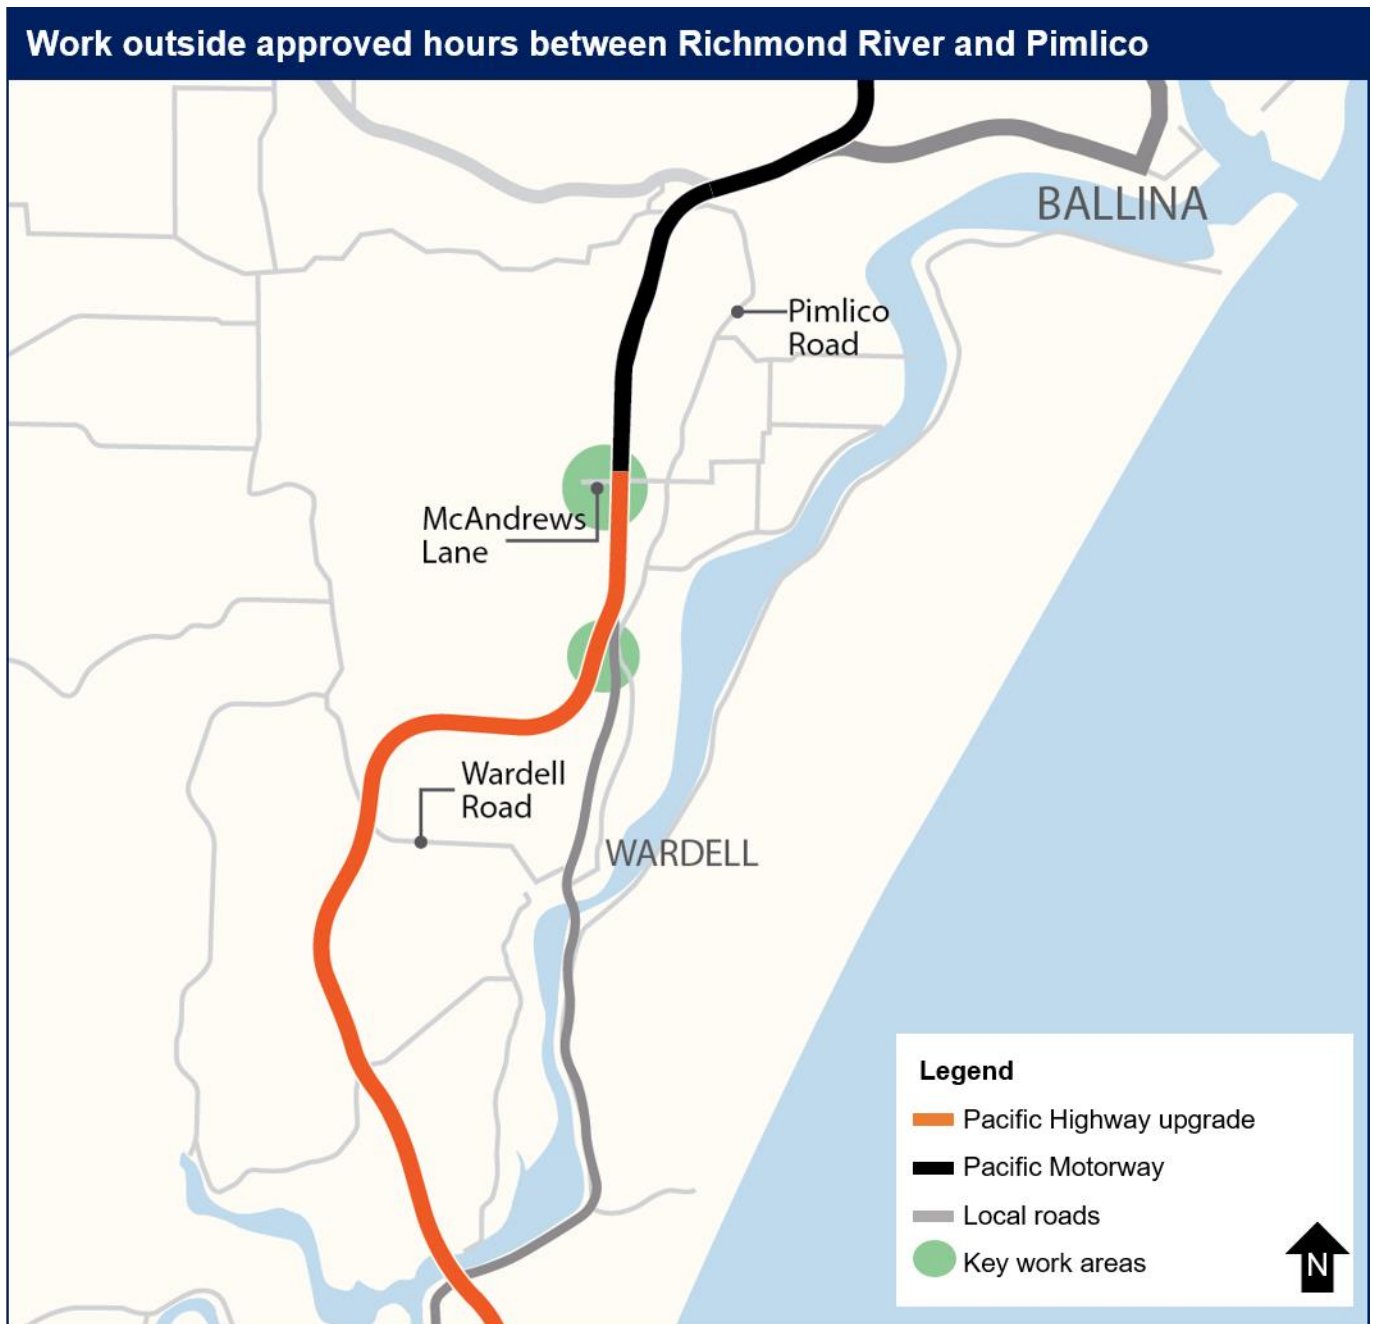 Work outside approved hours between Richmond River and Pimlico
BALLINA
Pimlico
Road
McAndrews
Lane
Wardell
Road
WARDELL
Legend
Pacific Highway upgrade
Pacific Motorway
Local roads
Key work areas
N